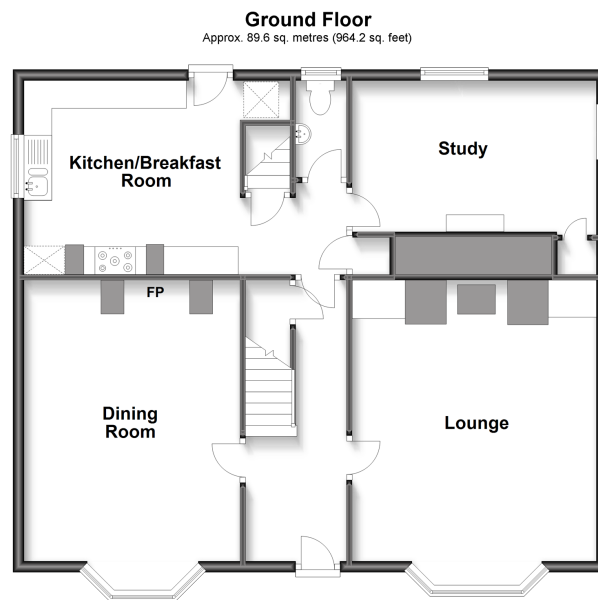 Ground Floor
Approx. 89.6 sq. metres (964.2 sq. feet)
Kitchen/Breakfast
Room
Study
FP
Dining
Room
Lounge